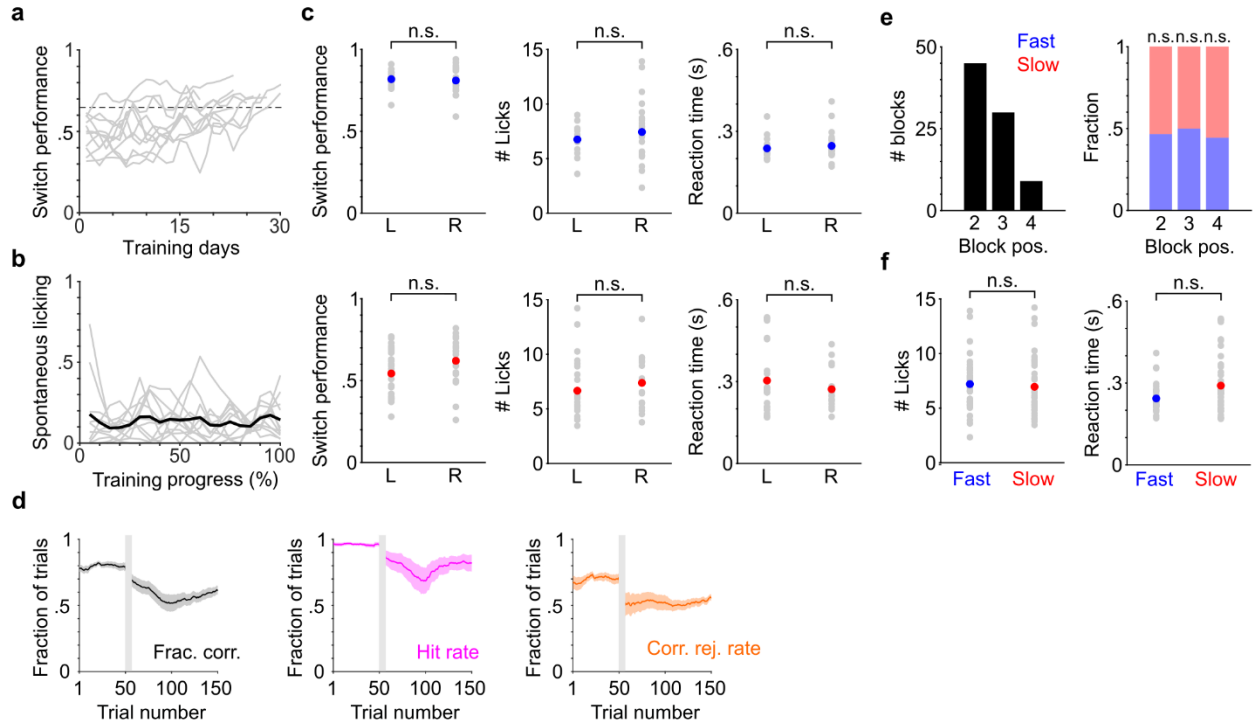 a
Switch performance
1
.5
0
0
15
30
Training days
b
Spontaneous licking
1
.5
0
0
50
100
Training progress (%)
c
n.s.
Switch performance
1
.5
0
L
R
n.s.
# Licks
15
10
5
0
L
R
n.s.
Reaction time (s)
.6
.3
0
L
R
n.s.
Switch performance
1
.5
0
L
R
n.s.
# Licks
15
10
5
0
L
R
n.s.
Reaction time (s)
.6
.3
0
L
R
d
Fraction of trials
1
.5
0
1
50
100
150
Trial number
Frac. corr.
Fraction of trials
1
.5
0
1
50
100
150
Trial number
Hit rate
Fraction of trials
1
.5
0
1
50
100
150
Trial number
Corr. rej. rate
e
# blocks
50
25
0
Fast
Slow
2 3 4
Block pos.
n.s. n.s. n.s.
Fraction
1
.5
0
2 3 4
Block pos.
f
n.s.
# Licks
15
10
5
0
Fast
Slow
n.s.
Reaction time (s)
.6
.3
0
Fast
Slow